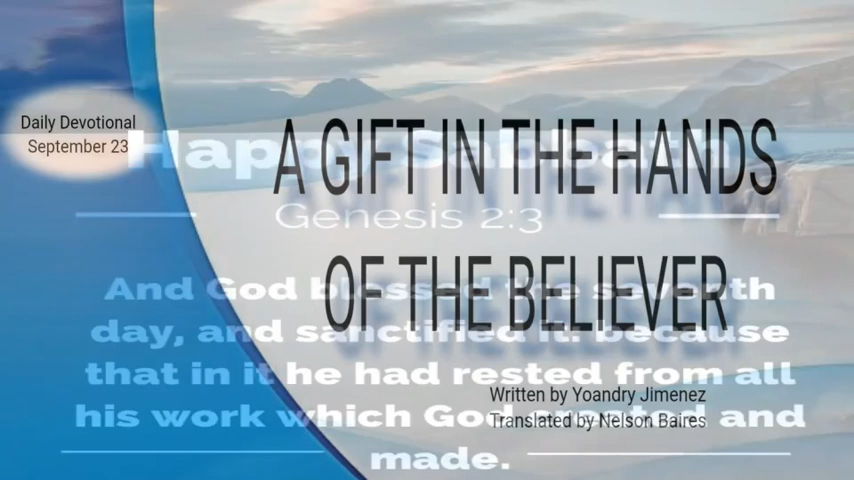 Daily Devotional
September 23
Happy Sabbath
A GIFT IN THE HANDS
Genesis 2:3
OF THE BELIEVER
And God blessed the seventh
day, and sanctified it: because
that in it he had rested from all
his work which God created and
made.
Written by Yoandry Jimenez
Translated by Nelson Baires